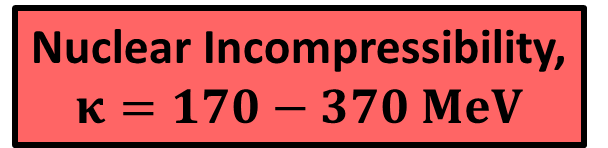 Nuclear Incompressibility,
κ = 170 − 370 MeV